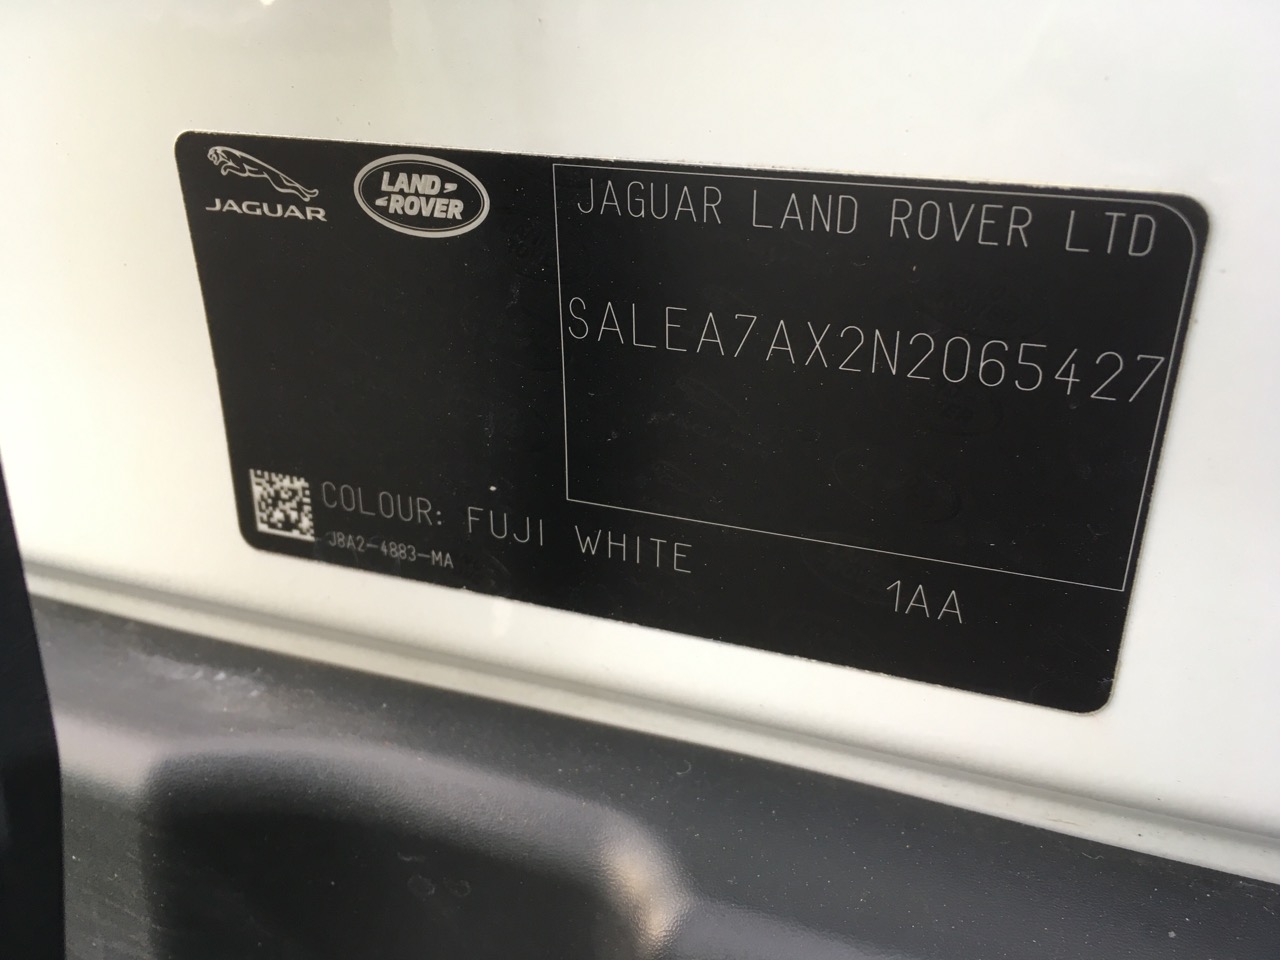 JAGUAR
LAND
ROVER
JAGUAR LAND ROVER LTD
SALEA7AX2N2065427
COLOUR: FUJI WHITE
J8A2-4883-MA
1AA